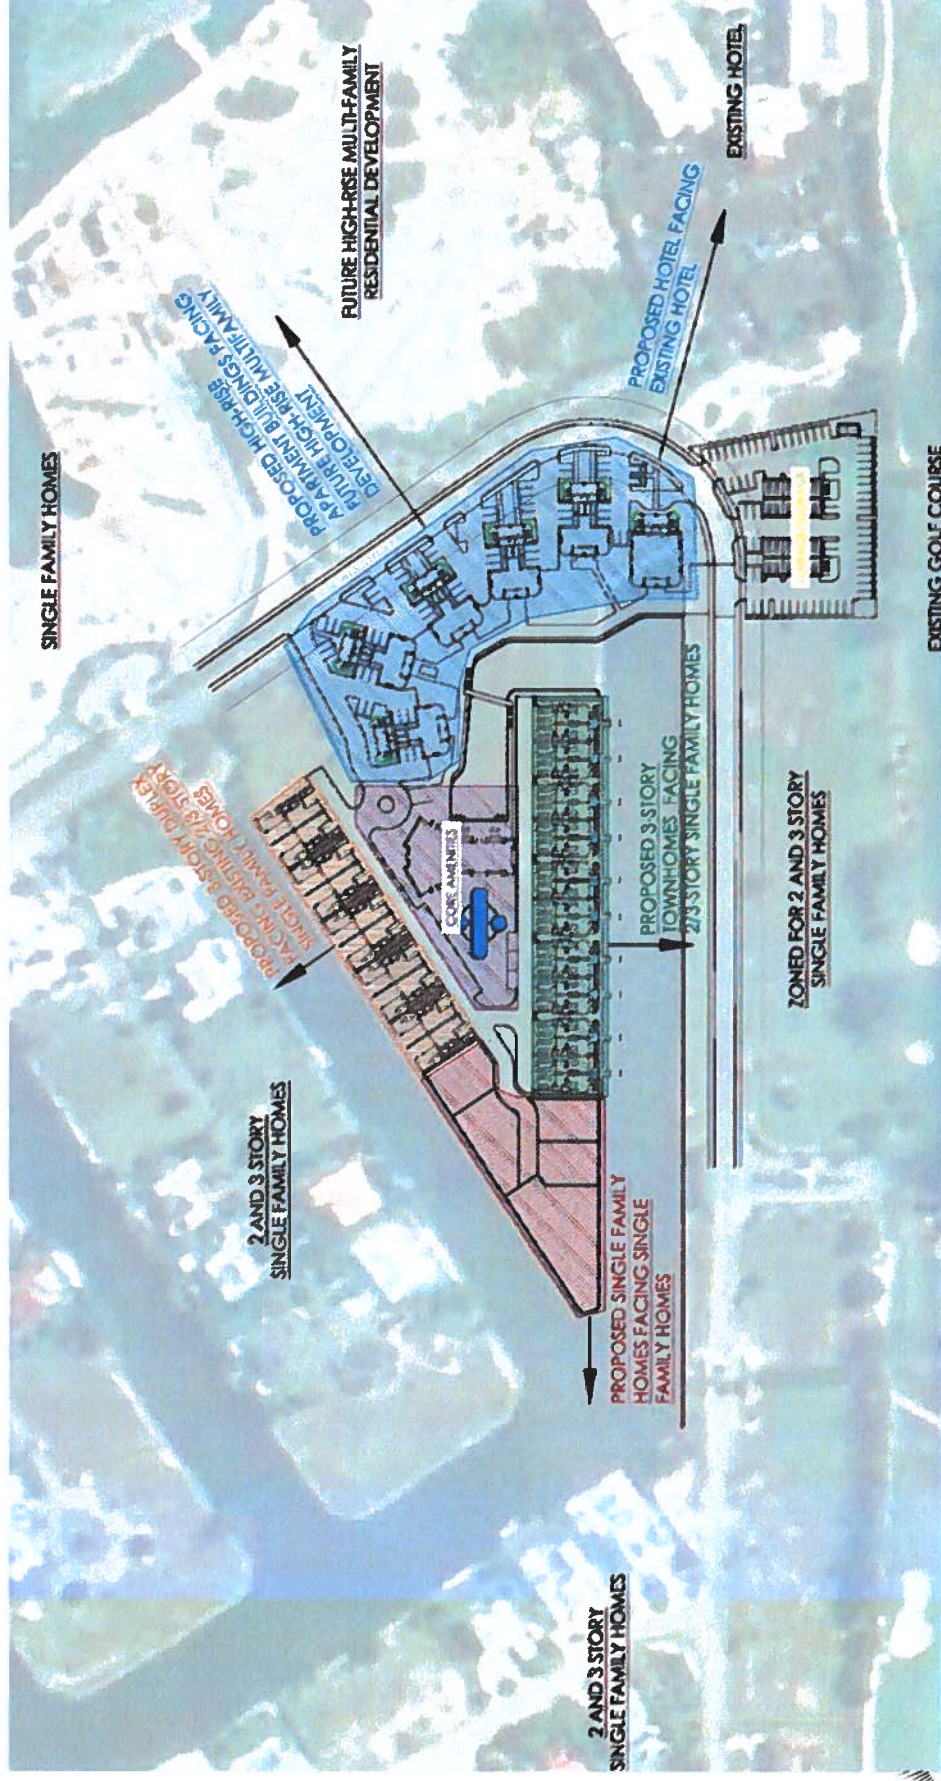 SINGLE FAMILY HOMES
FUTURE HIGH-RISE MULTI-FAMILY
RESIDENTIAL DEVELOPMENT
EXISTING HOTEL
PROPOSED HIGH-RISE
APARTMENT BUILDINGS FACING
FUTURE HIGH-RISE MULTIFAMILY
DEVELOPMENT
PROPOSED HOTEL FACING
EXISTING HOTEL
EXISTING GOLF COURSE
PROPOSED 3-STORY DUPLEX
FACING EXISTING 2/3 STORY
SINGLE FAMILY HOMES
CORE AMENITIES
PROPOSED 3-STORY
TOWNHOMES FACING
2/3-STORY SINGLE FAMILY HOMES
ZONED FOR 2 AND 3 STORY
SINGLE FAMILY HOMES
2 AND 3 STORY
SINGLE FAMILY HOMES
PROPOSED SINGLE FAMILY
HOMES FACING SINGLE
FAMILY HOMES
2 AND 3 STORY
SINGLE FAMILY HOMES